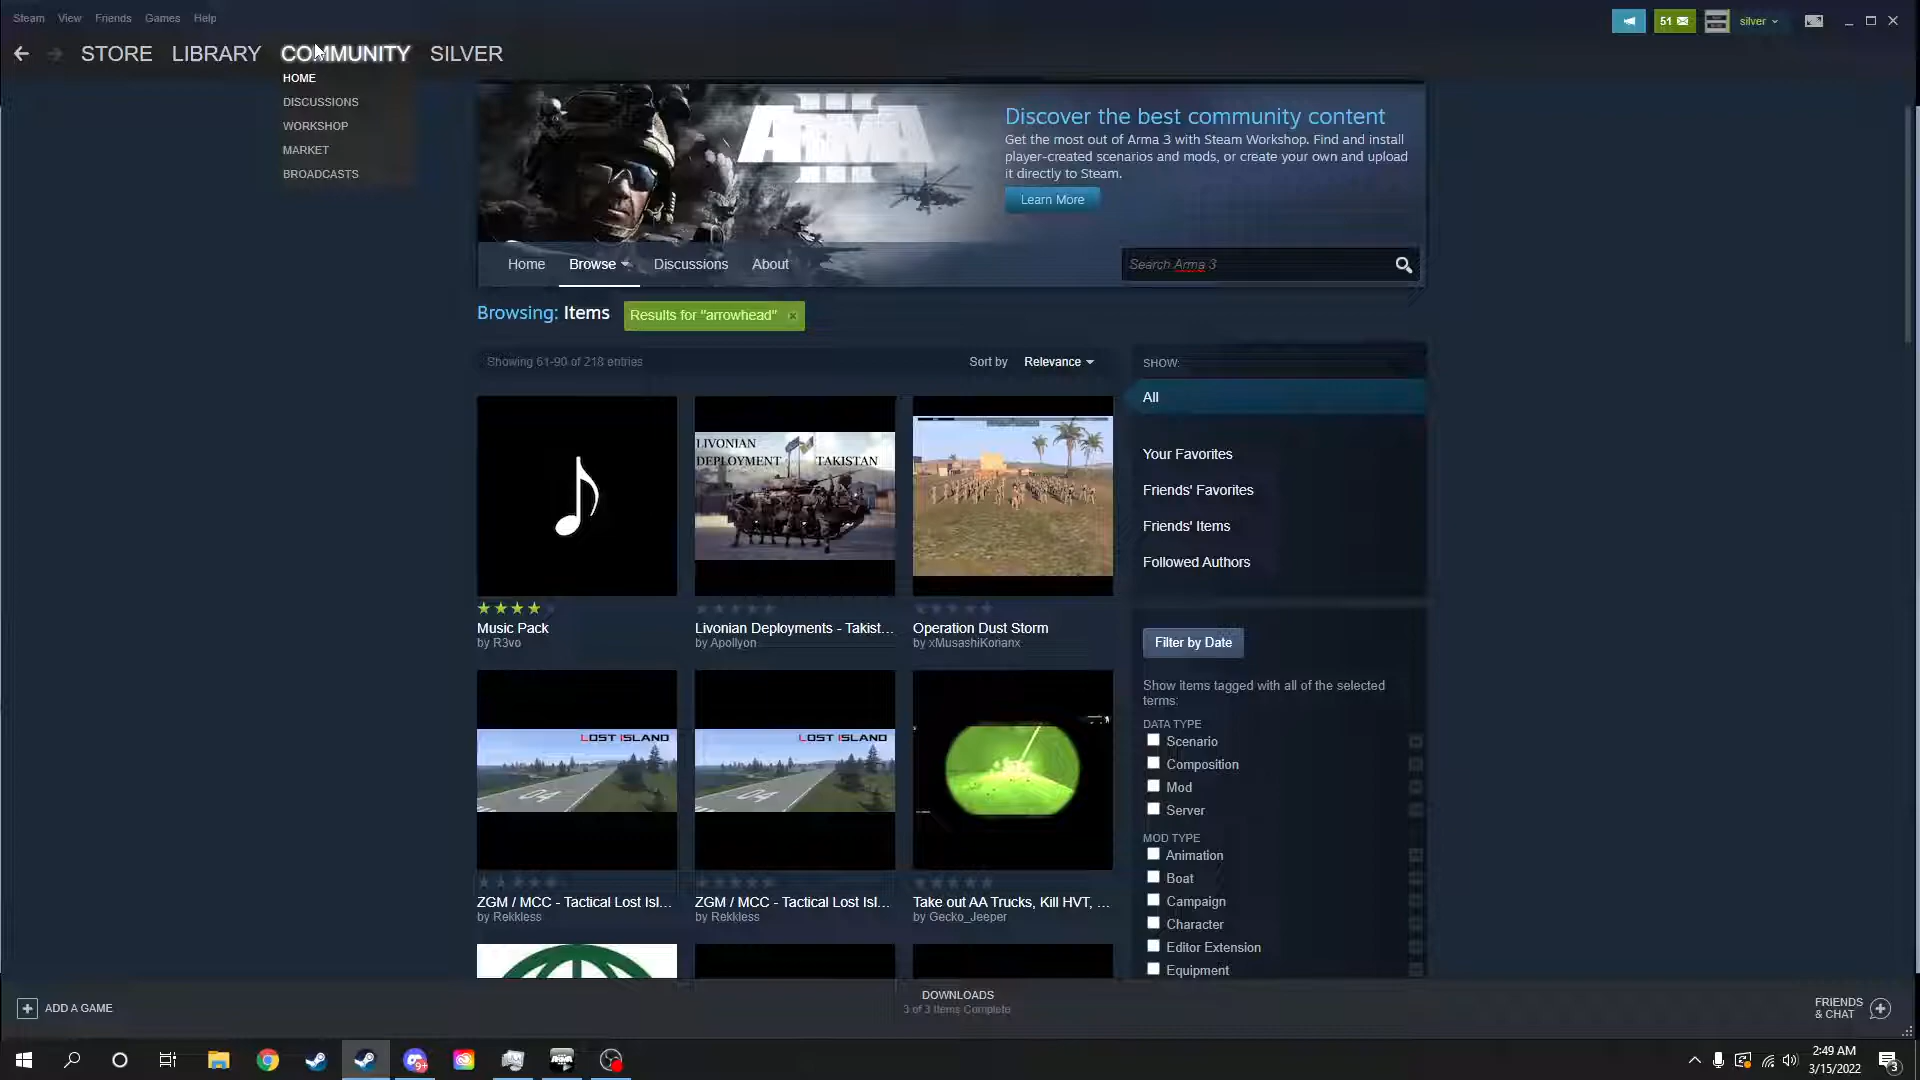 Steam View Friends Games Help
51 silver
STORE LIBRARY COMMUNITY SILVER
HOME
DISCUSSIONS
WORKSHOP
MARKET
BROADCASTS
ARMA III
Discover the best community content
Get the most out of Arma 3 with Steam Workshop. Find and install
player-created scenarios and mods, or create your own and upload
it directly to Steam.
Learn More
Home Browse Discussions About
Search Arma 3
Browsing: Items Results for "arrowhead" x
Showing 61-90 of 218 entries
Sort by Relevance
SHOW:
All
Your Favorites
Friends' Favorites
Friends' Items
Followed Authors
LIVONIAN
DEPLOYMENT TAKISTAN
Music Pack
by R3vo
Livonian Deployments - Takist...
by Apollyon
Operation Dust Storm
by xMusashiKorianx
Filter by Date
Show items tagged with all of the selected
terms:
DATA TYPE
Scenario
Composition
Mod
Server
MOD TYPE
Animation
Boat
Campaign
Character
Editor Extension
Equipment
LOST ISLAND
04
LOST ISLAND
04
ZGM / MCC - Tactical Lost Isl...
by Rekkless
ZGM / MCC - Tactical Lost Isl...
by Rekkless
Take out AA Trucks, Kill HVT, ...
by Gecko_Jeeper
ADD A GAME
DOWNLOADS
3 of 3 Items Complete
FRIENDS
& CHAT
9+
2:49 AM
3/15/2022
3